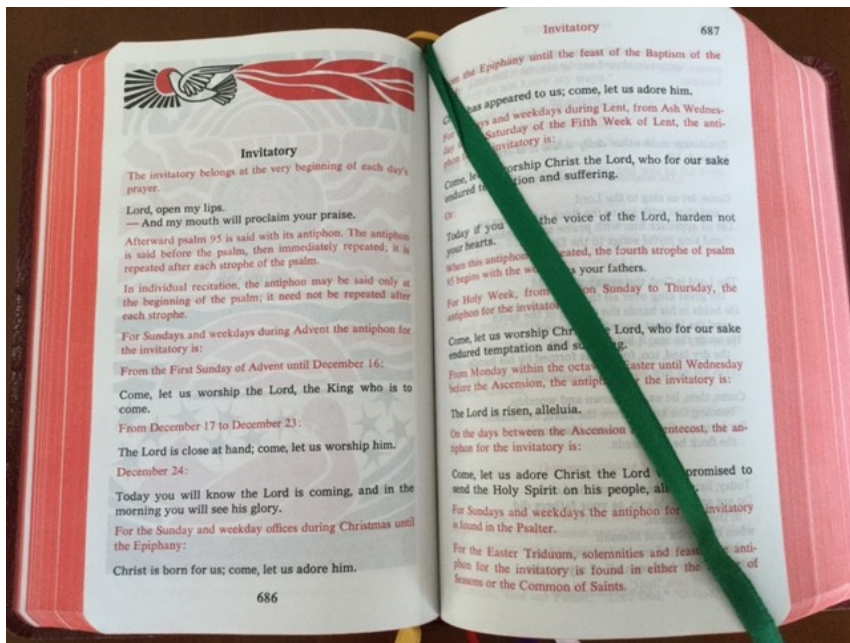 Invitatory
The invitatory belongs at the very beginning of each day's
prayer.
Lord, open my lips.
— And my mouth will proclaim your praise.
Afterward psalm 95 is said with its antiphon. The antiphon
is said before the psalm, then immediately repeated; it is
repeated after each strophe of the psalm.
In individual recitation, the antiphon may be said only at
the beginning of the psalm; it need not be repeated after
each strophe.
For Sundays and weekdays during Advent the antiphon for
the invitatory is:
From the First Sunday of Advent until December 16:
Come, let us worship the Lord, the King who is to
come.
From December 17 to December 23:
The Lord is close at hand; come, let us worship him.
December 24:
Today you will know the Lord is coming, and in the
morning you will see his glory.
For the Sunday and weekday offices during Christmas until
the Epiphany:
Christ is born for us; come, let us adore him.
686
Invitatory 687
the Epiphany until the feast of the Baptism of the
has appeared to us; come, let us adore him.
For and weekdays during Lent, from Ash Wednes-
day Saturday of the Fifth Week of Lent, the anti-
phon invitatory is:
Come, let worship Christ the Lord, who for our sake
endured and suffering.
Or:
Today if you the voice of the Lord, harden not
your hearts.
When this antiphon the fourth strophe of psalm
95 begins with the your fathers.
For Holy Week, from Sunday to Thursday, the
antiphon for the
Come, let us worship the Lord, who for our sake
endured temptation and
From Monday within the Easter until Wednesday
before the Ascension, the the invitatory is:
The Lord is risen, alleluia.
On the days between the Ascension the an-
tiphon for the invitatory is:
Come, let us adore Christ the Lord promised to
send the Holy Spirit on his people,
For Sundays and weekdays the antiphon for invitatory
is found in the Psalter.
For the Easter Triduum, solemnities and anti-
phon for the invitatory is found in either the of
Seasons or the Common of Saints.